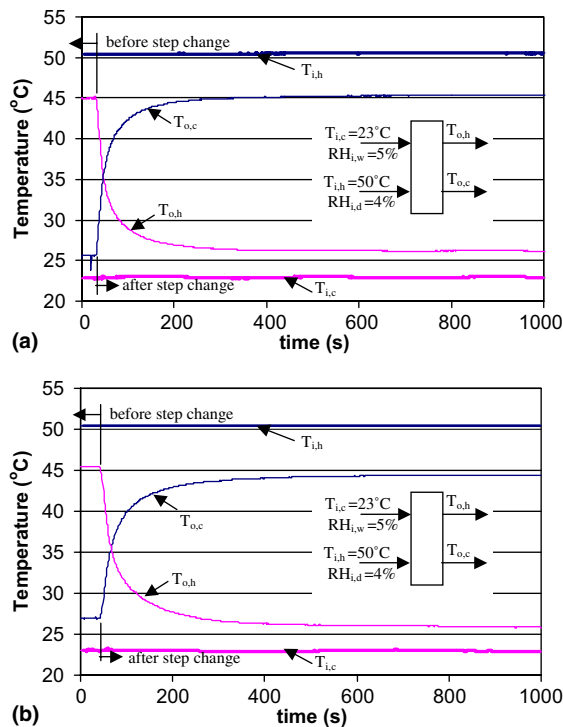 55
before step change
50
T_{i,h}
45
T_{o,c}
T_{i,c}=23°C
T_{o,h}
40
RH_{i,w}=5%
35
T_{i,h}=50°C
T_{o,c}
RH_{i,d}=4%
30
T_{o,h}
25
after step change
T_{i,c}
20
0 200 400 600 800 1000
Temperature (°C)
(a)
time (s)
55
before step change
50
T_{i,h}
45
T_{o,c}
T_{i,c}=23°C
T_{o,h}
40
RH_{i,w}=5%
35
T_{i,h}=50°C
T_{o,c}
RH_{i,d}=4%
30
T_{o,h}
25
after step change
T_{i,c}
20
0 200 400 600 800 1000
Temperature (°C)
(b)
time (s)